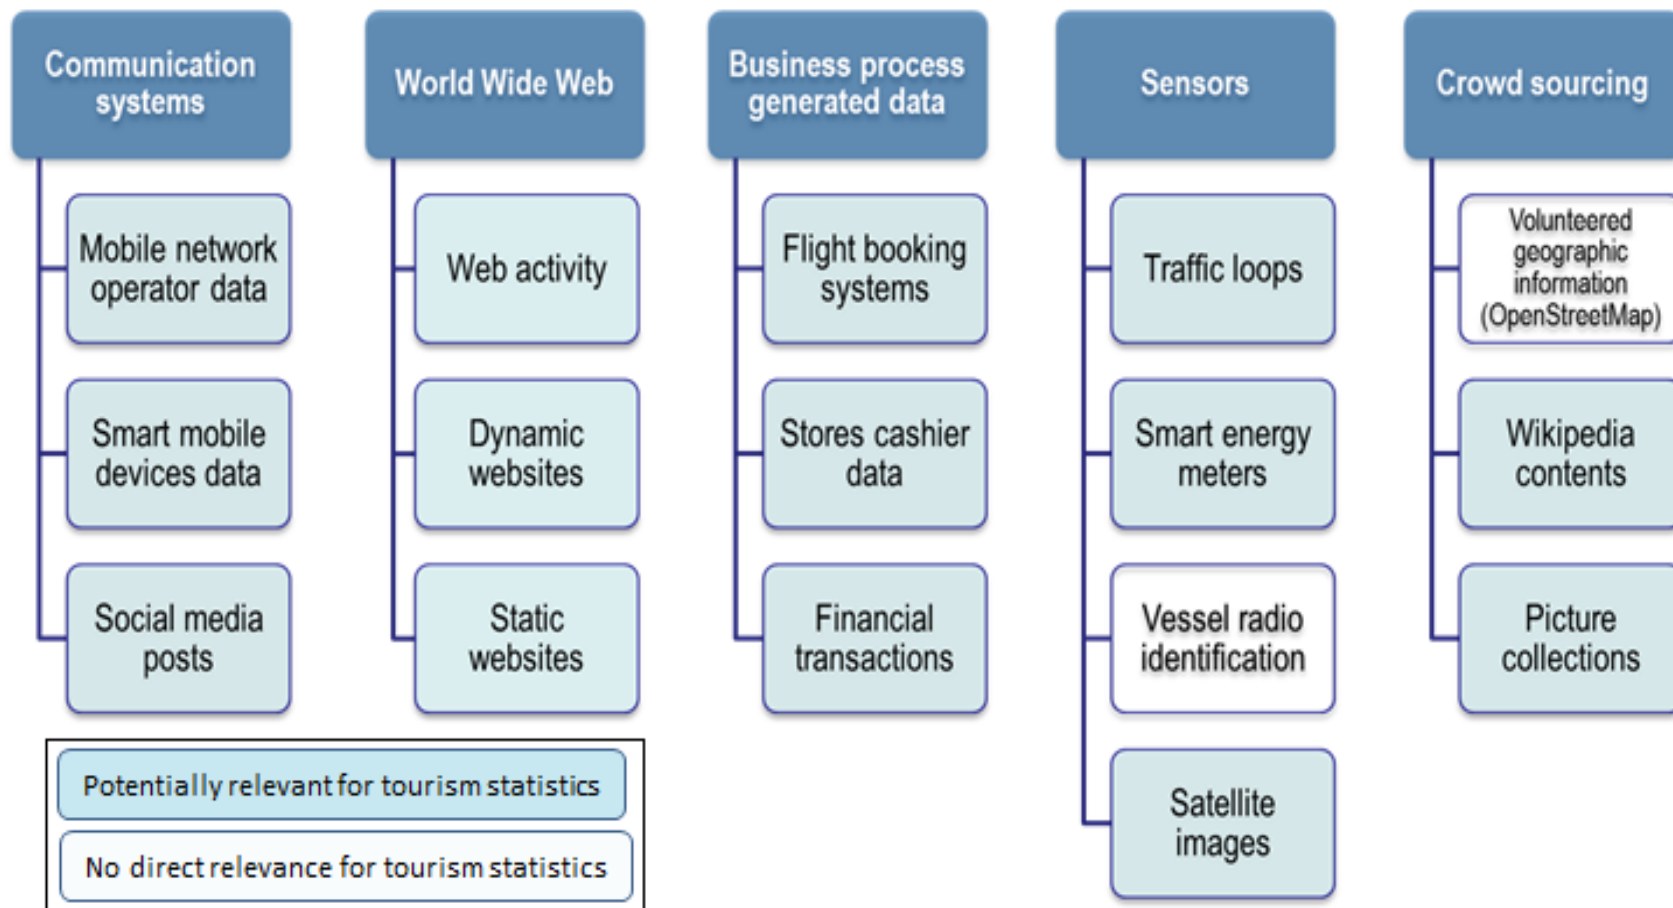 Communication
systems
Mobile network
operator data
Smart mobile
devices data
Social media
posts
World Wide Web
Web activity
Dynamic
websites
Static
websites
Business process
generated data
Flight booking
systems
Stores cashier
data
Financial
transactions
Sensors
Traffic loops
Smart energy
meters
Vessel radio
identification
Satellite
images
Crowd sourcing
Volunteered
geographic
information
(OpenStreetMap)
Wikipedia
contents
Picture
collections
Potentially relevant for tourism statistics
No direct relevance for tourism statistics